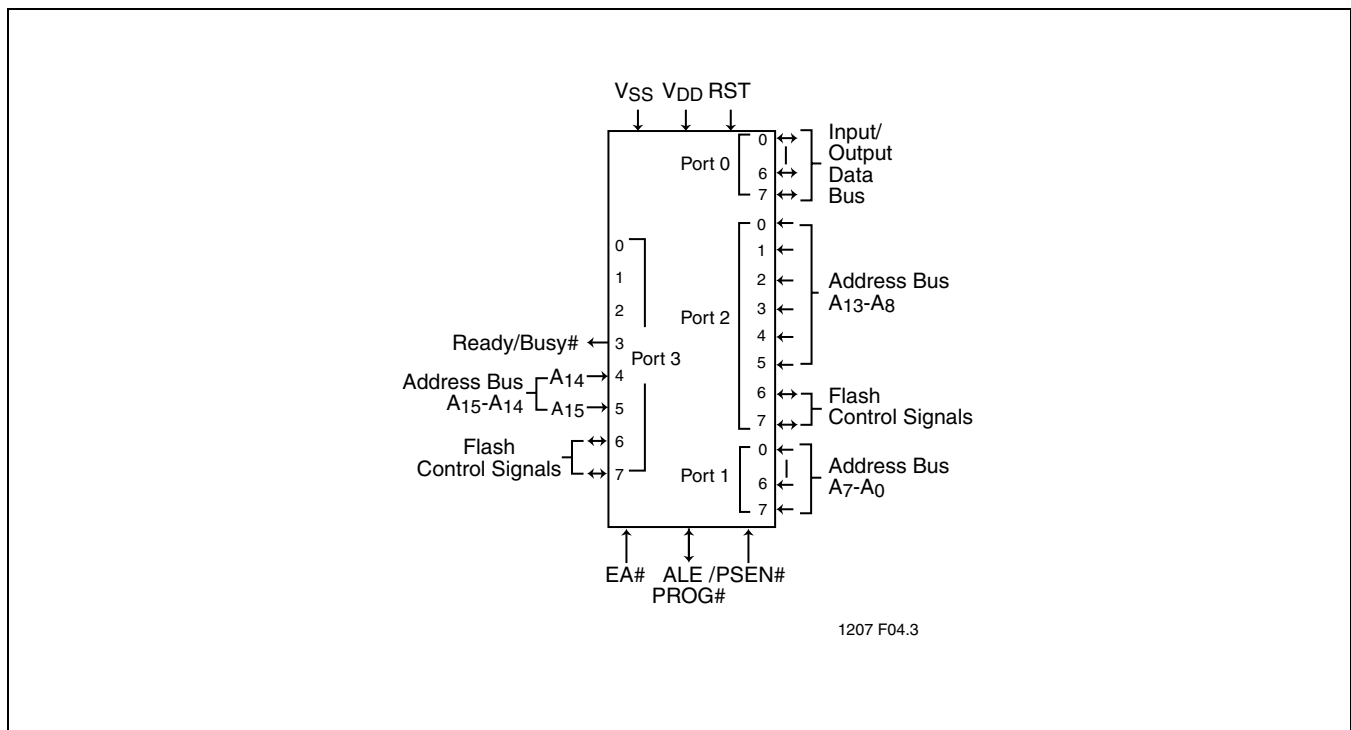 VSS VDD RST
Port 0
0
6
7
Input/
Output
Data
Bus
Port 2
0
1
2
3
4
5
6
7
Address Bus
A13-A8
Flash
Control Signals
Port 1
0
6
7
Address Bus
A7-A0
Port 3
0
1
2
3
4
5
6
7
Ready/Busy#
Address Bus
A15-A14
A14
A15
Flash
Control Signals
EA# ALE /PSEN#
PROG#
1207 F04.3